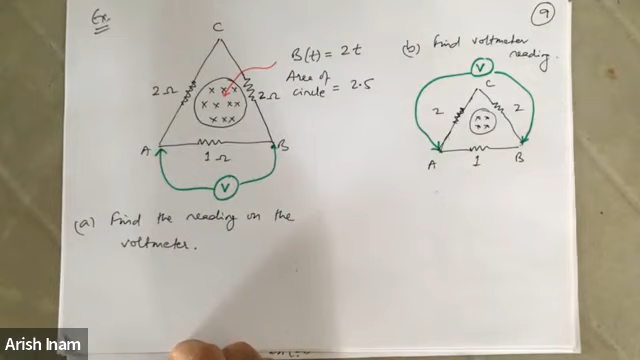 Ex.
9
C
B(t) = 2t
Area of
circle = 2.5
2Ω
2Ω
x x x
x x x x
x x x
A
B
1 Ω
V
(a) Find the reading on the
voltmeter.
(b) Find voltmeter
reading.
V
C
2
2
x x
x x
A
B
1
Arish Inam